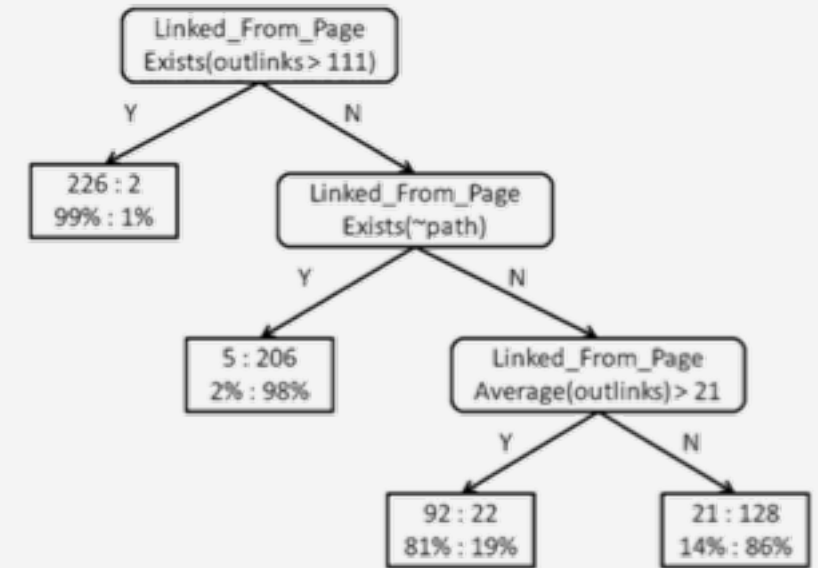 Linked_From_Page
Exists(outlinks > 111)
Y
N
226 : 2
99% : 1%
Linked_From_Page
Exists(~path)
Y
N
5 : 206
2% : 98%
Linked_From_Page
Average(outlinks) > 21
Y
N
92 : 22
81% : 19%
21 : 128
14% : 86%